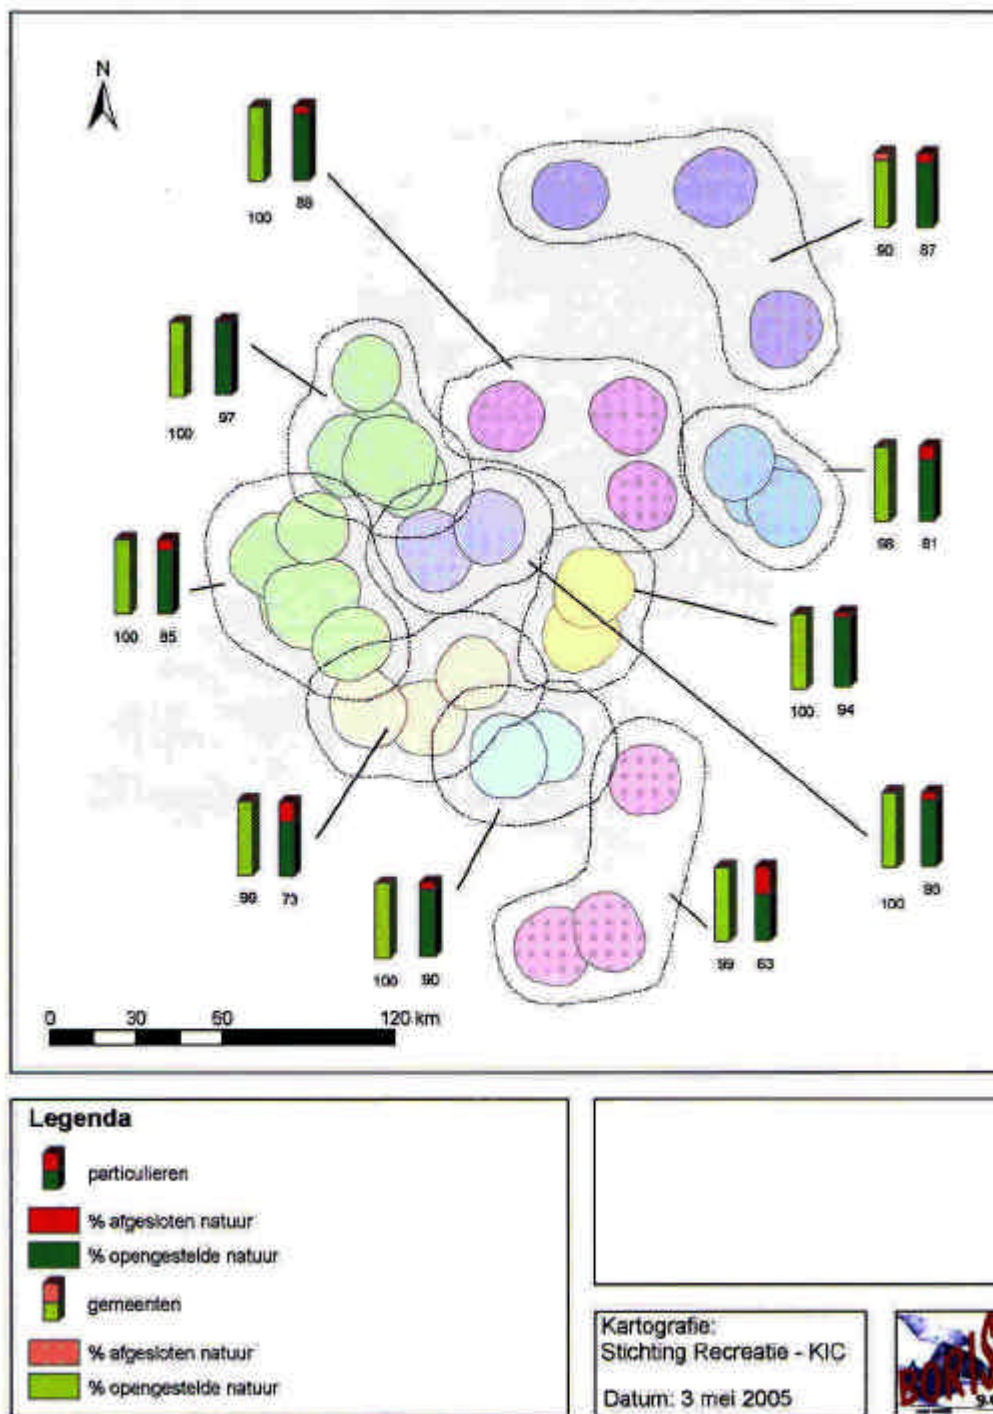 N
100 88
90 87
100 97
98 81
100 85
100 94
99 73
100 90
99 63
100
0 30 60 120 km
Legenda
particulieren
% afgesloten natuur
% opengestelde natuur
gemeenten
% afgesloten natuur
% opengestelde natuur
Kartografie:
Stichting Recreatie - KIC
Datum: 3 mei 2005
BORIS